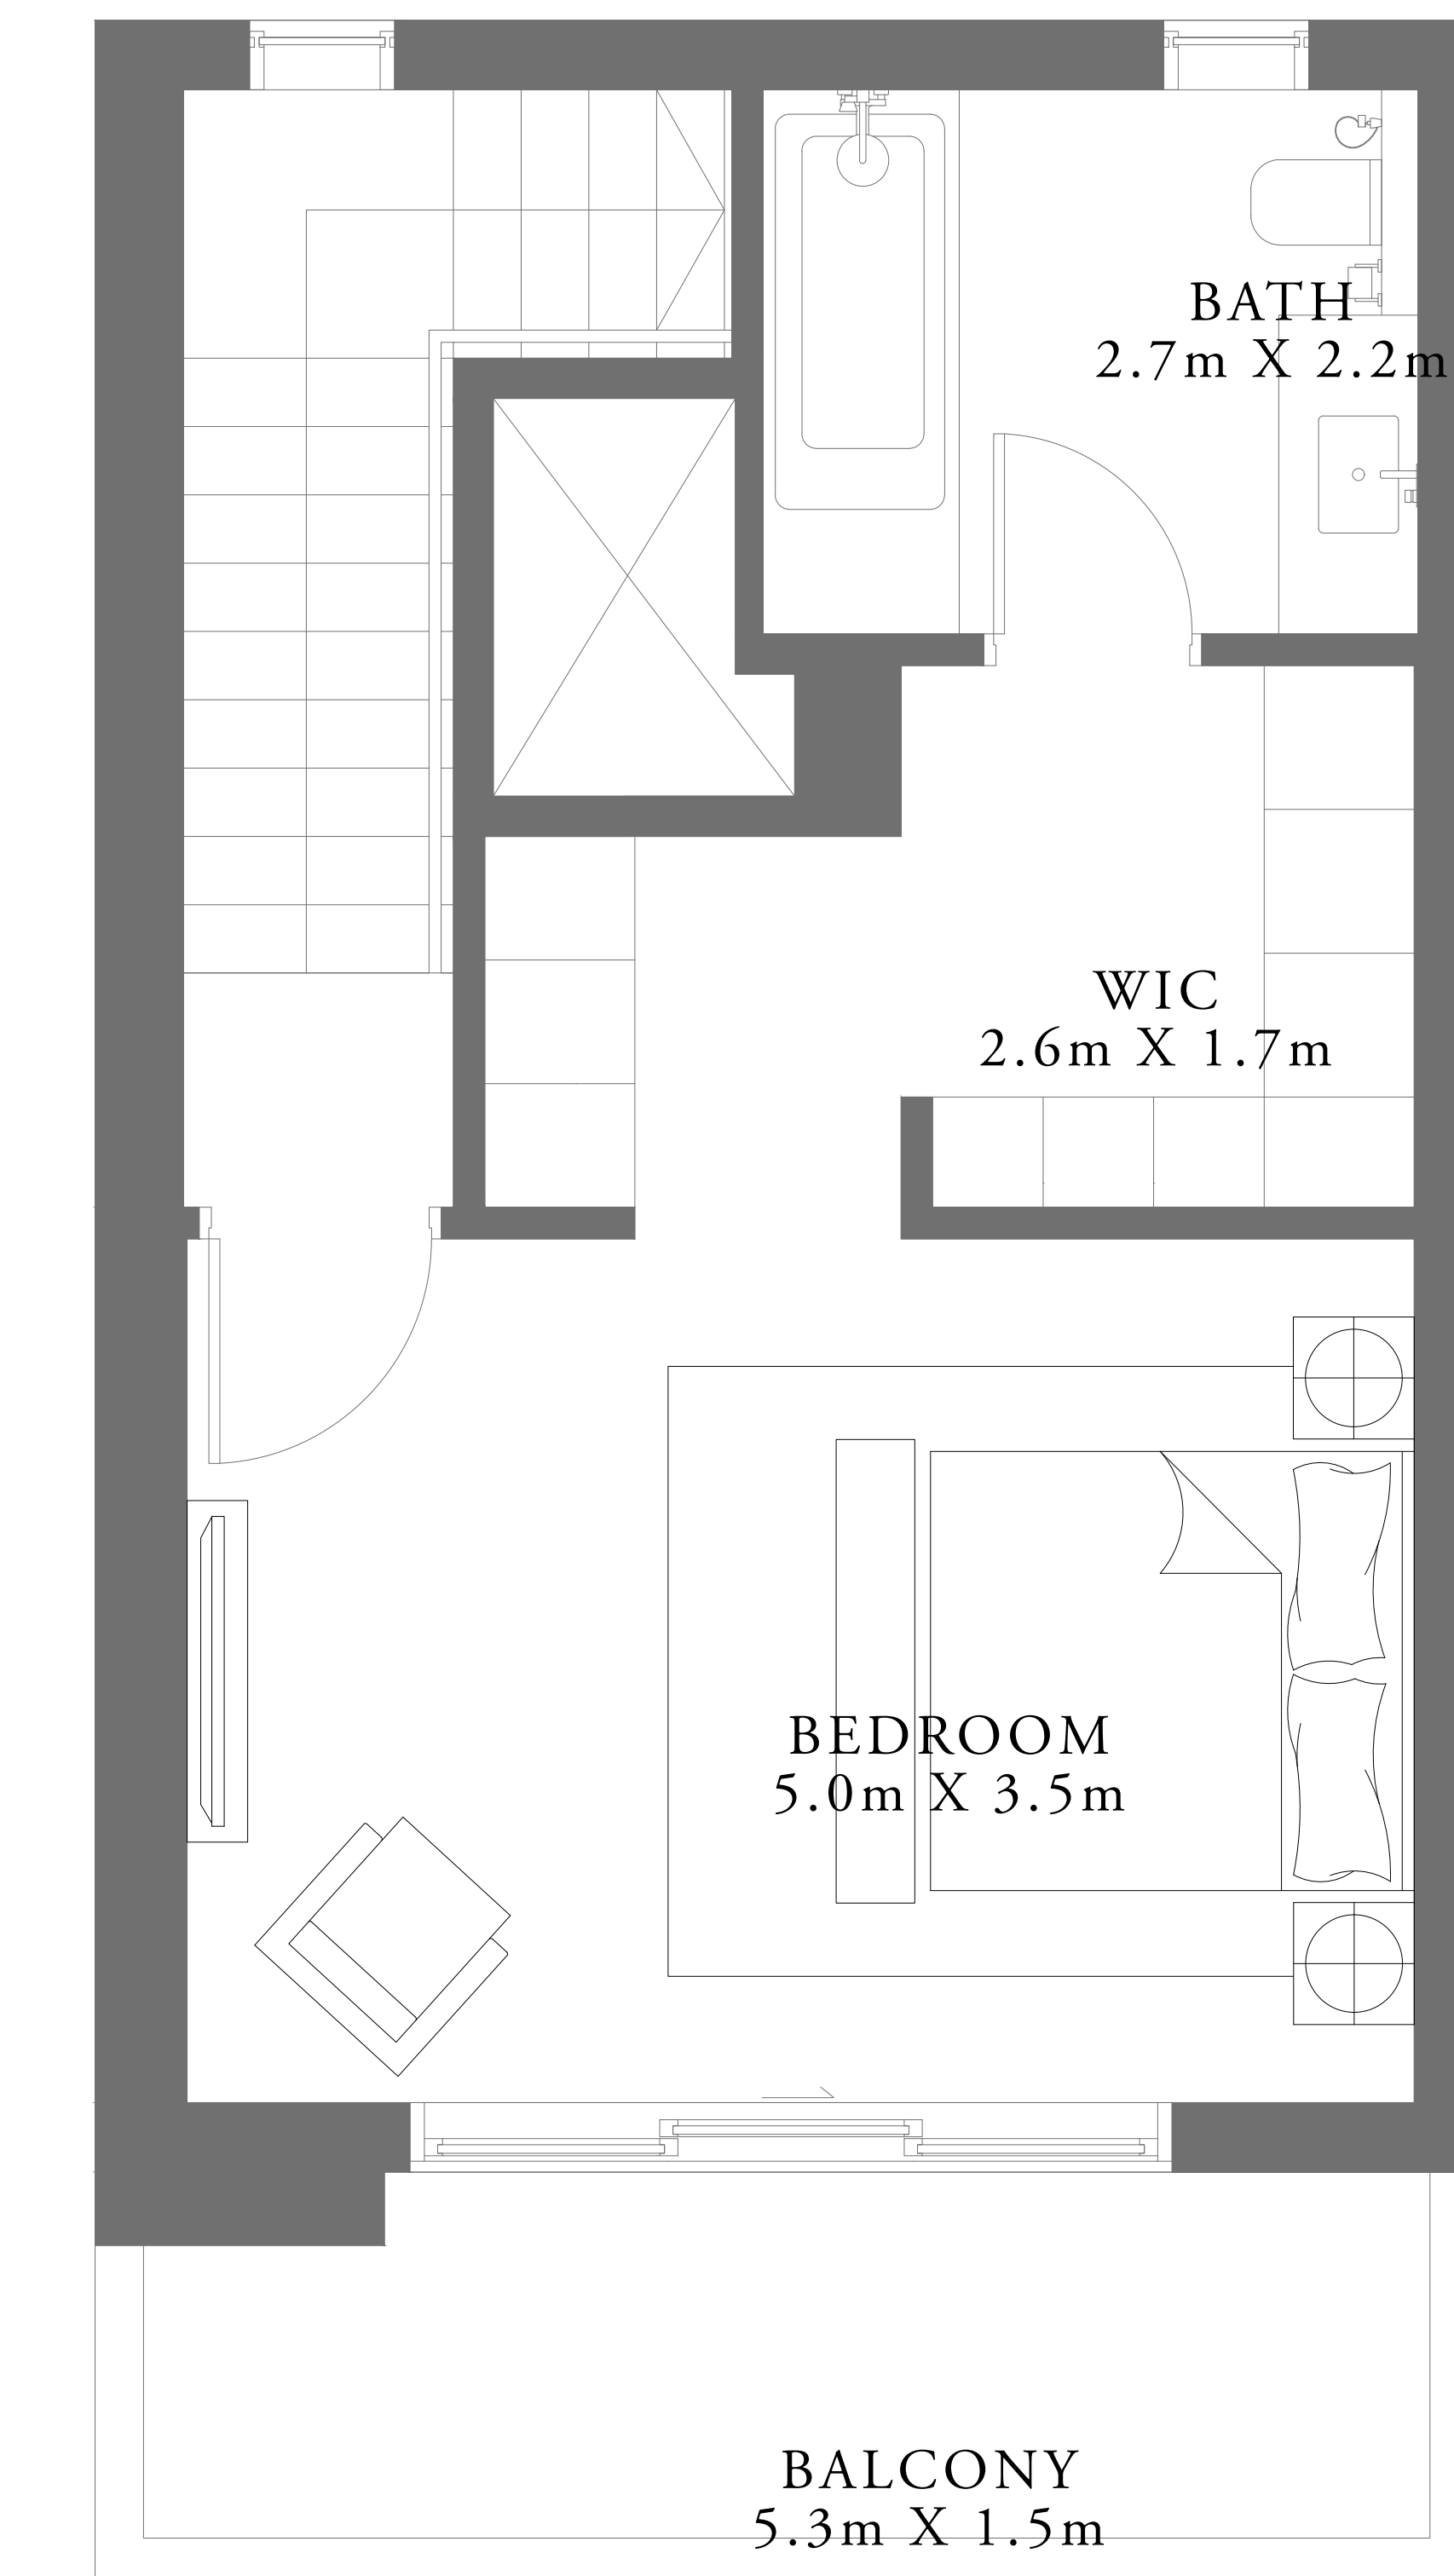 BATH
2.7m X 2.2m
WIC
2.6m X 1.7m
BEDROOM
5.0m X 3.5m
BALCONY
5.3m X 1.5m